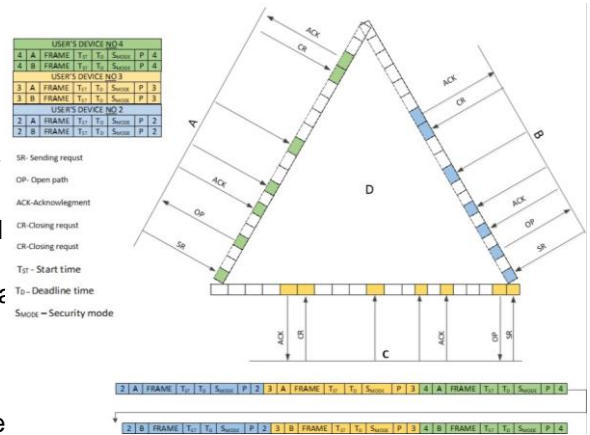 USER'S DEVICE NO 4
4 A FRAME TST TD SMODE P 4
4 B FRAME TST TD SMODE P 4
USER'S DEVICE NO 3
3 A FRAME TST TD SMODE P 3
3 B FRAME TST TD SMODE P 3
USER'S DEVICE NO 2
2 A FRAME TST TD SMODE P 2
2 B FRAME TST TD SMODE P 2
SR- Sending requst
OP- Open path
ACK-Acknowlegment
CR-Closing requst
CR-Closing requst
TST - Start time
TD – Deadline time
SMODE – Security mode
A
ACK
CR
ACK
OP
SR
D
ACK
CR
B
ACK
OP
SR
ACK
CR
C
ACK
OP
SR
2 A FRAME TST TD SMODE P 2 3 A FRAME TST TD SMODE P 3 4 A FRAME TST TD SMODE P 4
2 B FRAME TST TD SMODE P 2 3 B FRAME TST TD SMODE P 3 4 B FRAME TST TD SMODE P 4